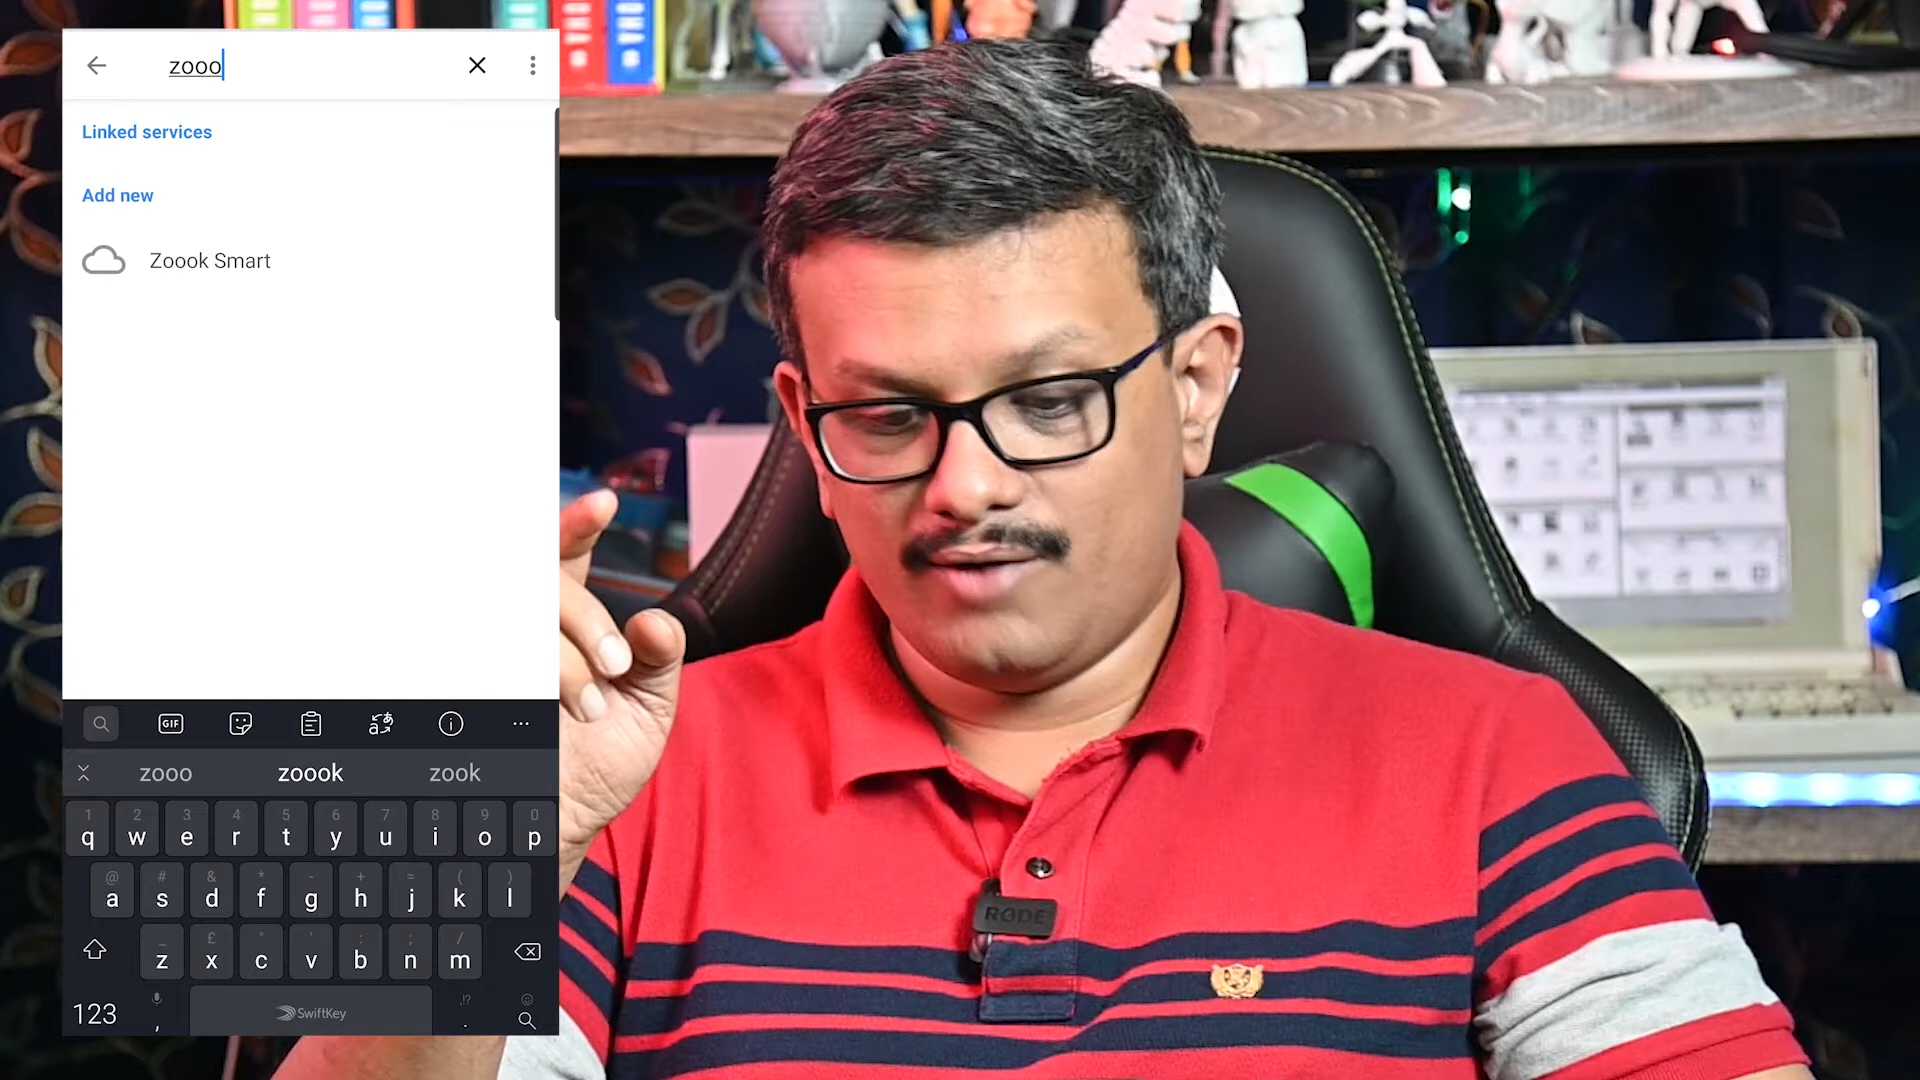 zooo
Linked services
Add new
Zoook Smart
GIF
zooo zoook zook
1 2 3 4 5 6 7 8 9 0
q w e r t y u i o p
@ # & * - + = ( )
a s d f g h j k l
_ £ " ' : ; /
z x c v b n m
123 , SwiftKey ,!? .
RØDE